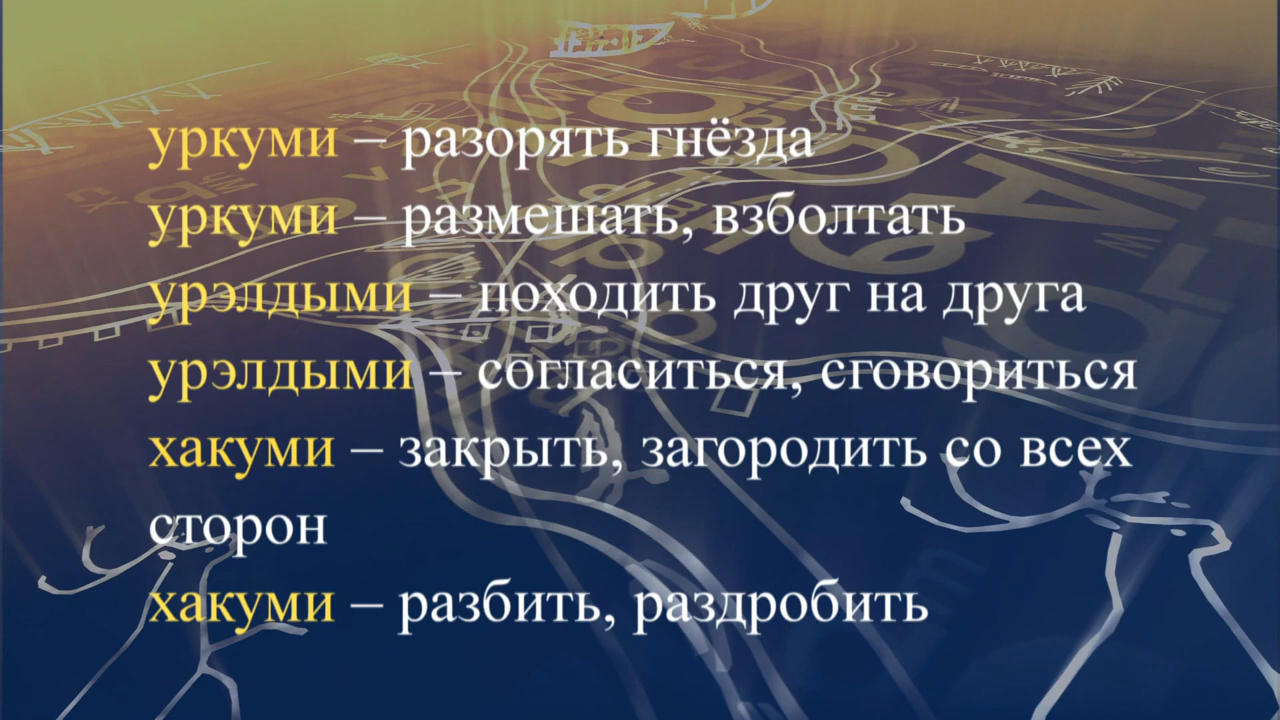 уркуми – разорять гнёзда
уркуми – размешать, взболтать
урэлдыми – походить друг на друга
урэлдыми – согласиться, сговориться
хакуми – закрыть, загородить со всех
сторон
хакуми – разбить, раздробить